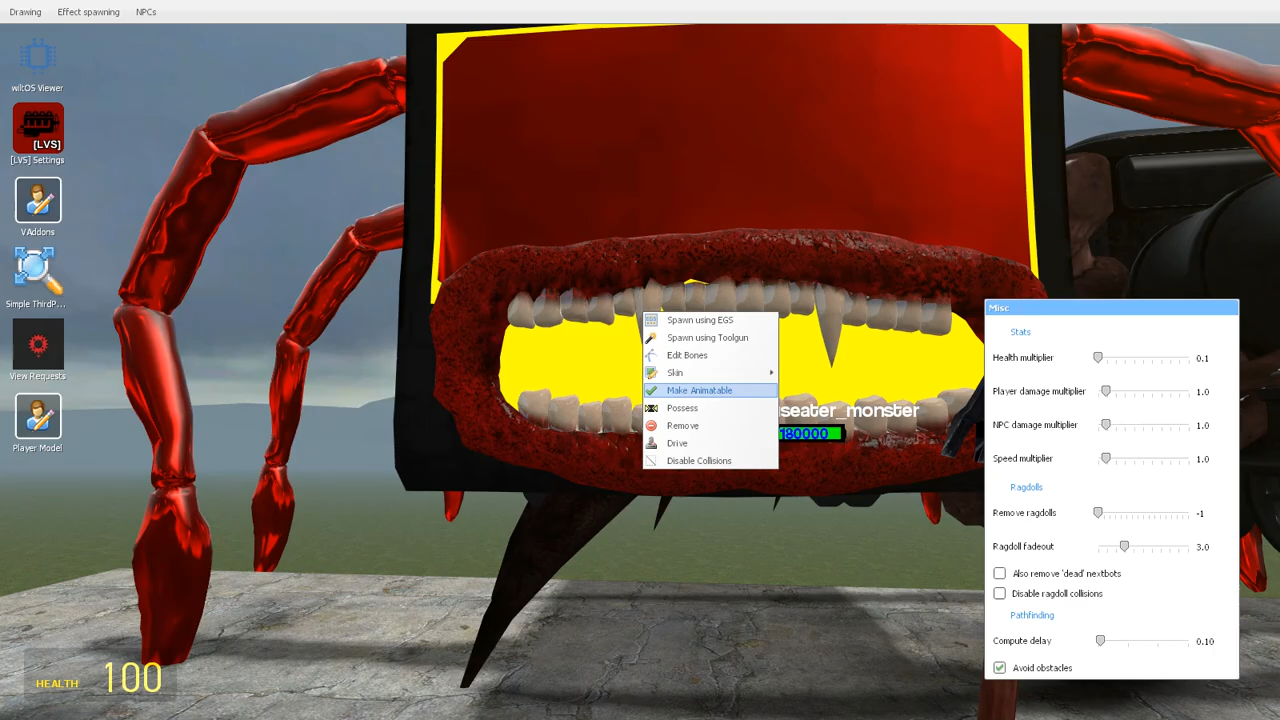 Drawing Effect spawning NPCs
wiltOS Viewer
[LVS]
[LVS] Settings
VAddons
Simple ThirdP...
View Requests
Player Model
Spawn using EGS
Spawn using Toolgun
Edit Bones
Skin
Make Animatable
Possess
Remove
Drive
Disable Collisions
seater_monster
180000
Misc
Stats
Health multiplier 0.1
Player damage multiplier 1.0
NPC damage multiplier 1.0
Speed multiplier 1.0
Ragdolls
Remove ragdolls -1
Ragdoll fadeout 3.0
Also remove 'dead' nextbots
Disable ragdoll collisions
Pathfinding
Compute delay 0.10
Avoid obstacles
HEALTH 100